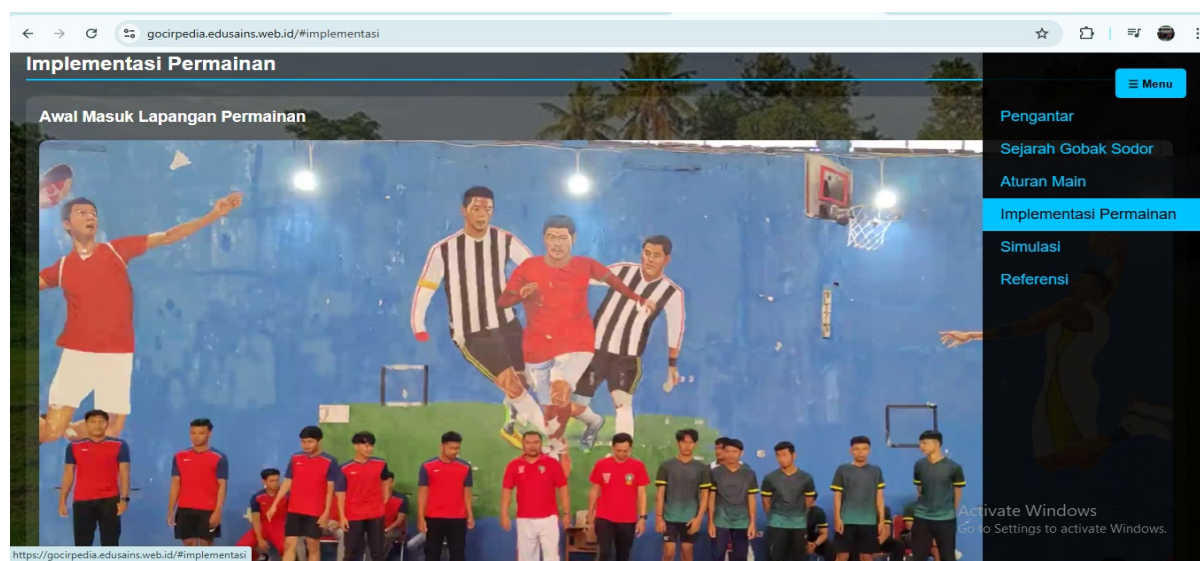 gocirpedia.edusains.web.id/#implementasi
Implementasi Permainan
☰ Menu
Awal Masuk Lapangan Permainan
Pengantar
Sejarah Gobak Sodor
Aturan Main
Implementasi Permainan
Simulasi
Referensi
Activate Windows
Go to Settings to activate Windows.
https://gocirpedia.edusains.web.id/#implementasi